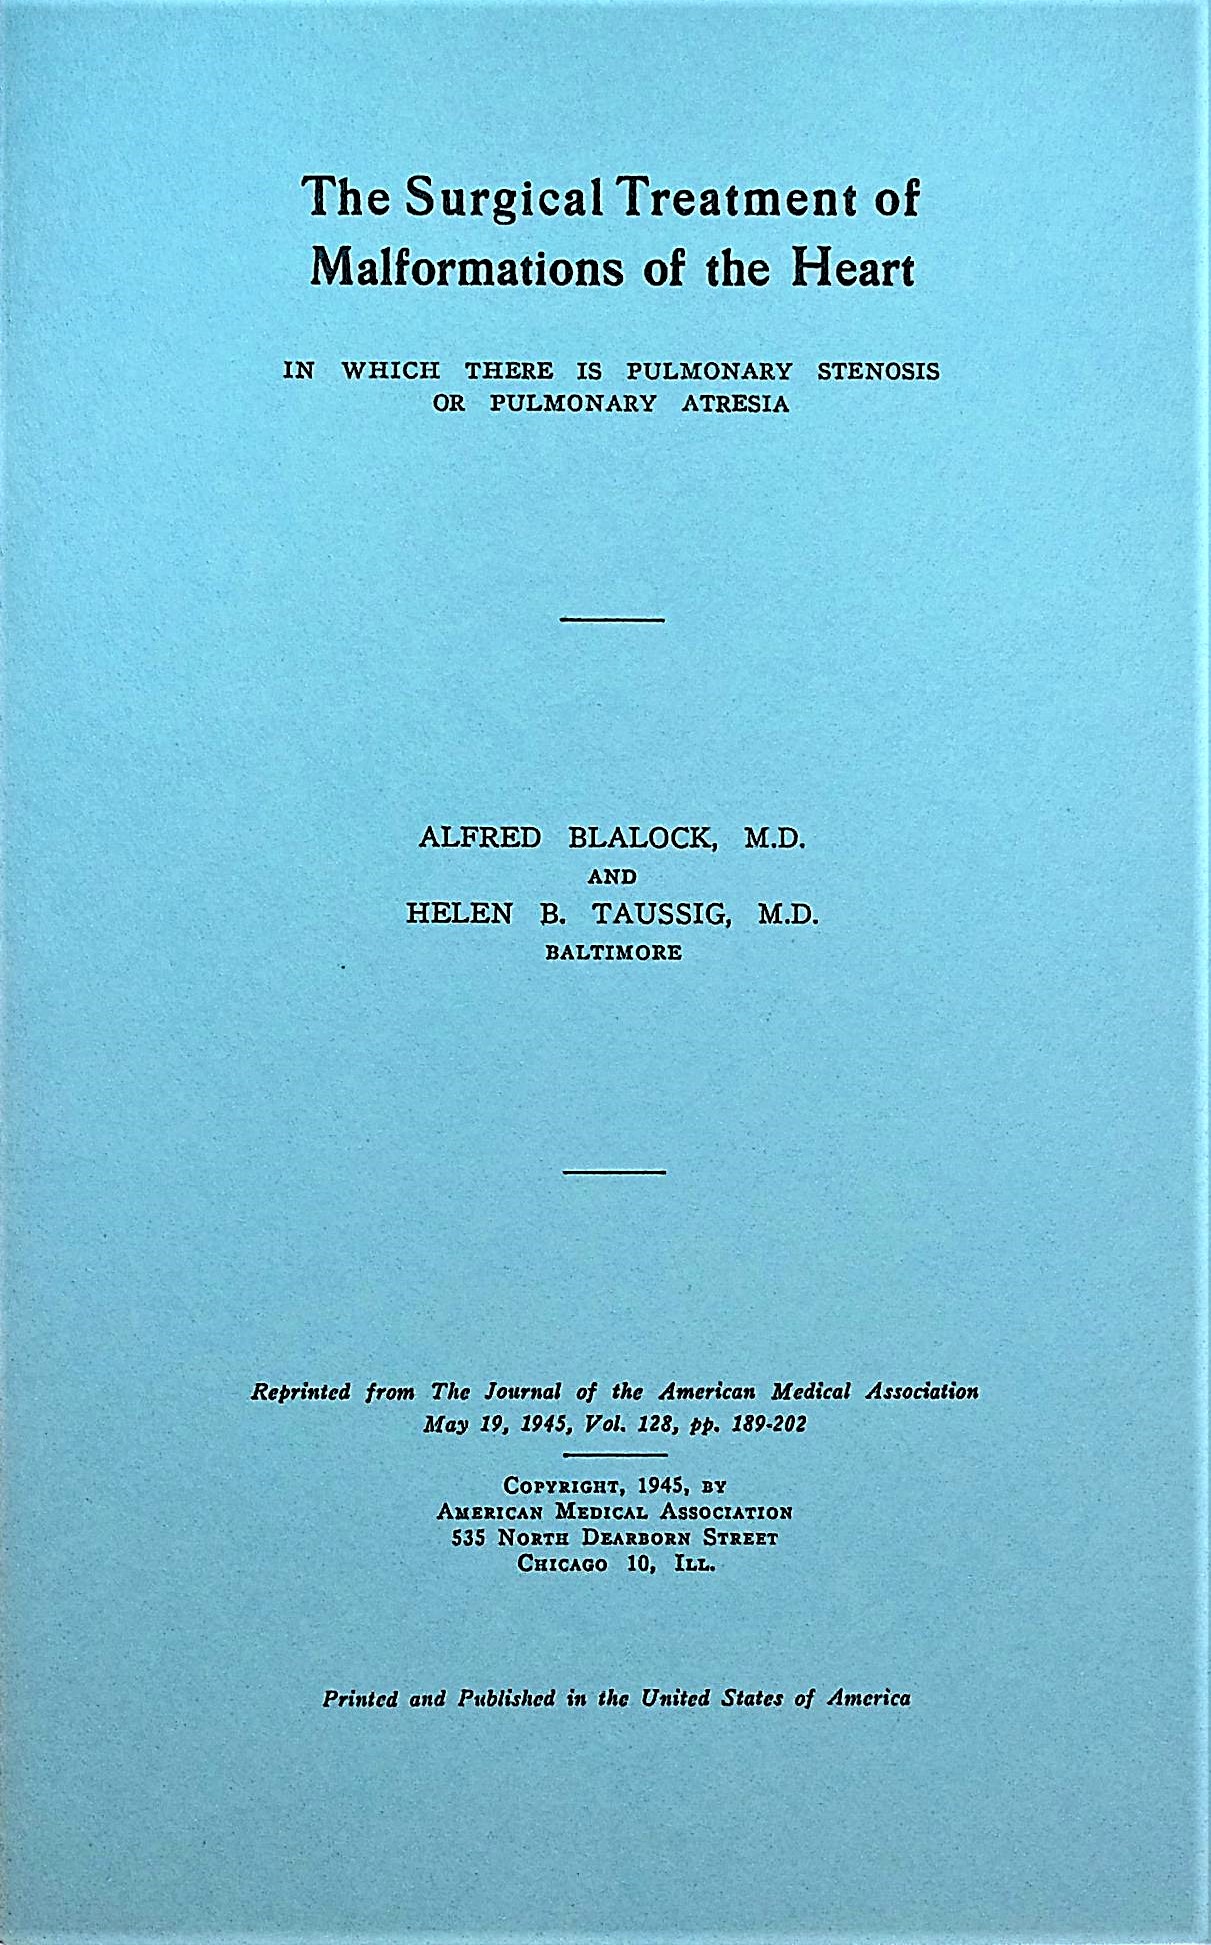 The Surgical Treatment of
Malformations of the Heart
IN WHICH THERE IS PULMONARY STENOSIS
OR PULMONARY ATRESIA
ALFRED BLALOCK, M.D.
AND
HELEN B. TAUSSIG, M.D.
BALTIMORE
Reprinted from The Journal of the American Medical Association
May 19, 1945, Vol. 128, pp. 189-202
COPYRIGHT, 1945, BY
AMERICAN MEDICAL ASSOCIATION
535 NORTH DEARBORN STREET
CHICAGO 10, ILL.
Printed and Published in the United States of America